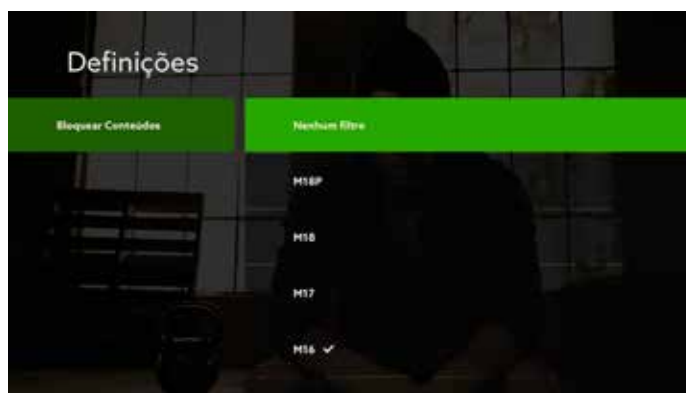 Definições
Bloquear Conteúdos
Nenhum filtro
M18P
M18
M17
M16 ✓